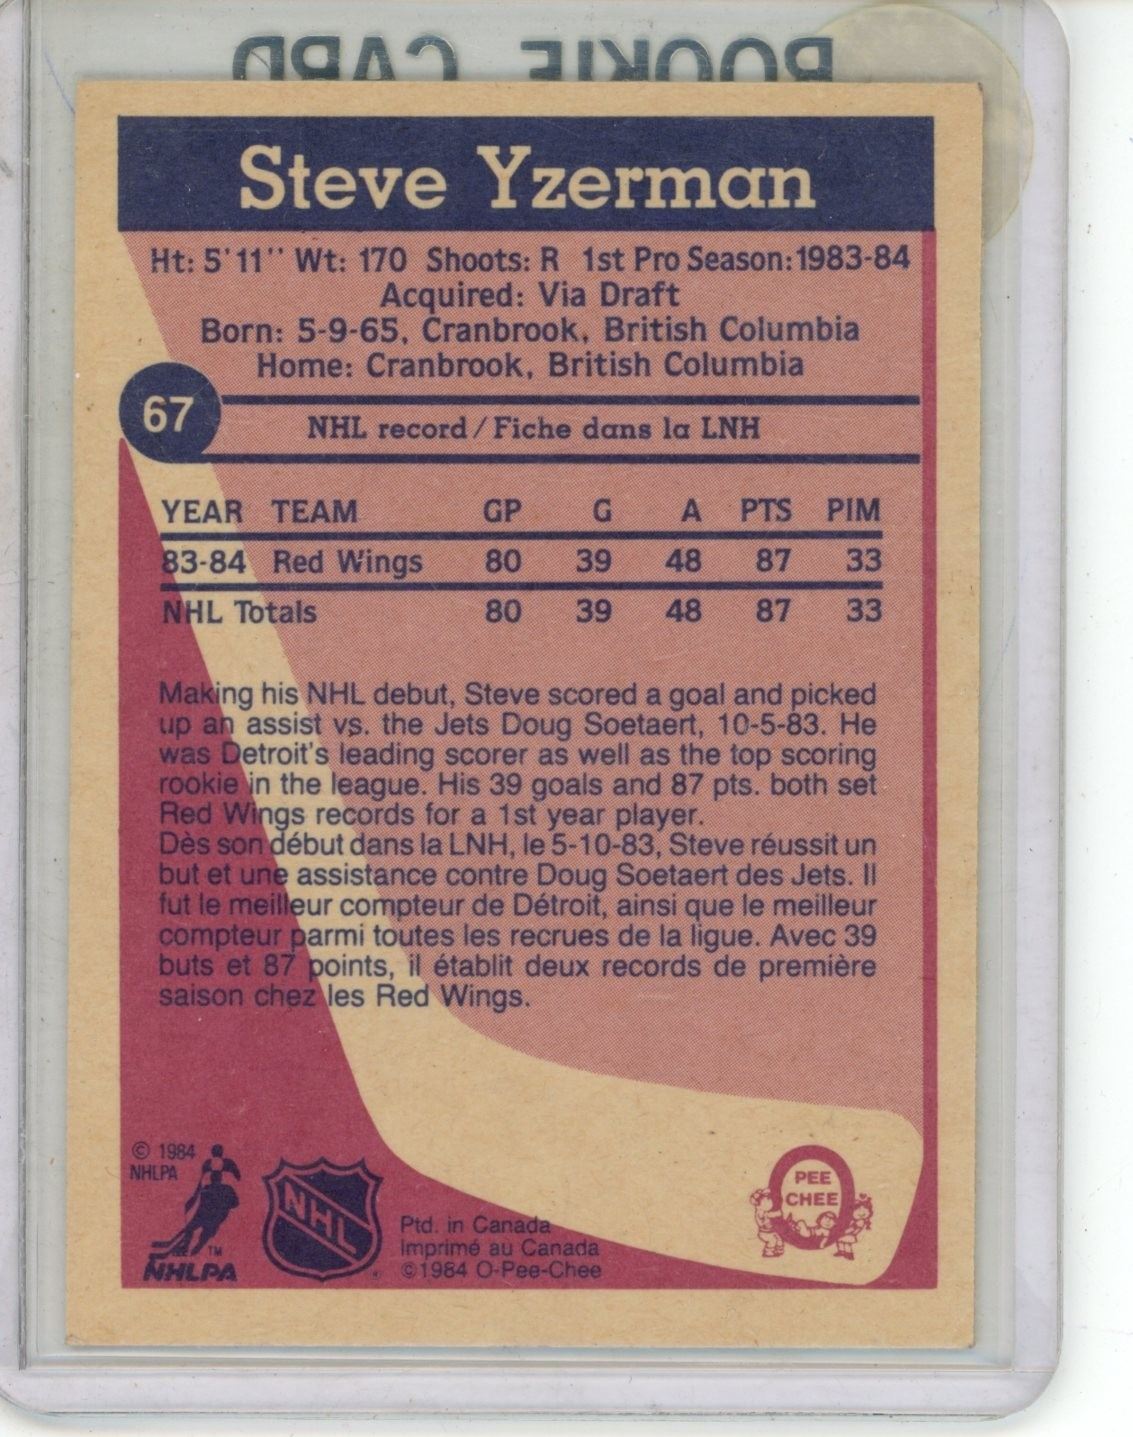 ROOKIE CARD
Steve Yzerman
Ht: 5'11'' Wt: 170 Shoots: R 1st Pro Season: 1983-84
Acquired: Via Draft
Born: 5-9-65, Cranbrook, British Columbia
Home: Cranbrook, British Columbia
67
NHL record/Fiche dans la LNH
YEAR TEAM GP G A PTS PIM
83-84 Red Wings 80 39 48 87 33
NHL Totals 80 39 48 87 33
Making his NHL debut, Steve scored a goal and picked
up an assist vs. the Jets Doug Soetaert, 10-5-83. He
was Detroit's leading scorer as well as the top scoring
rookie in the league. His 39 goals and 87 pts. both set
Red Wings records for a 1st year player.
Dès son début dans la LNH, le 5-10-83, Steve réussit un
but et une assistance contre Doug Soetaert des Jets. Il
fut le meilleur compteur de Détroit, ainsi que le meilleur
compteur parmi toutes les recrues de la ligue. Avec 39
buts et 87 points, il établit deux records de première
saison chez les Red Wings.
© 1984
NHLPA
TM
NHLPA
NHL
Ptd. in Canada
Imprimé au Canada
©1984 O-Pee-Chee
PEE
CHEE